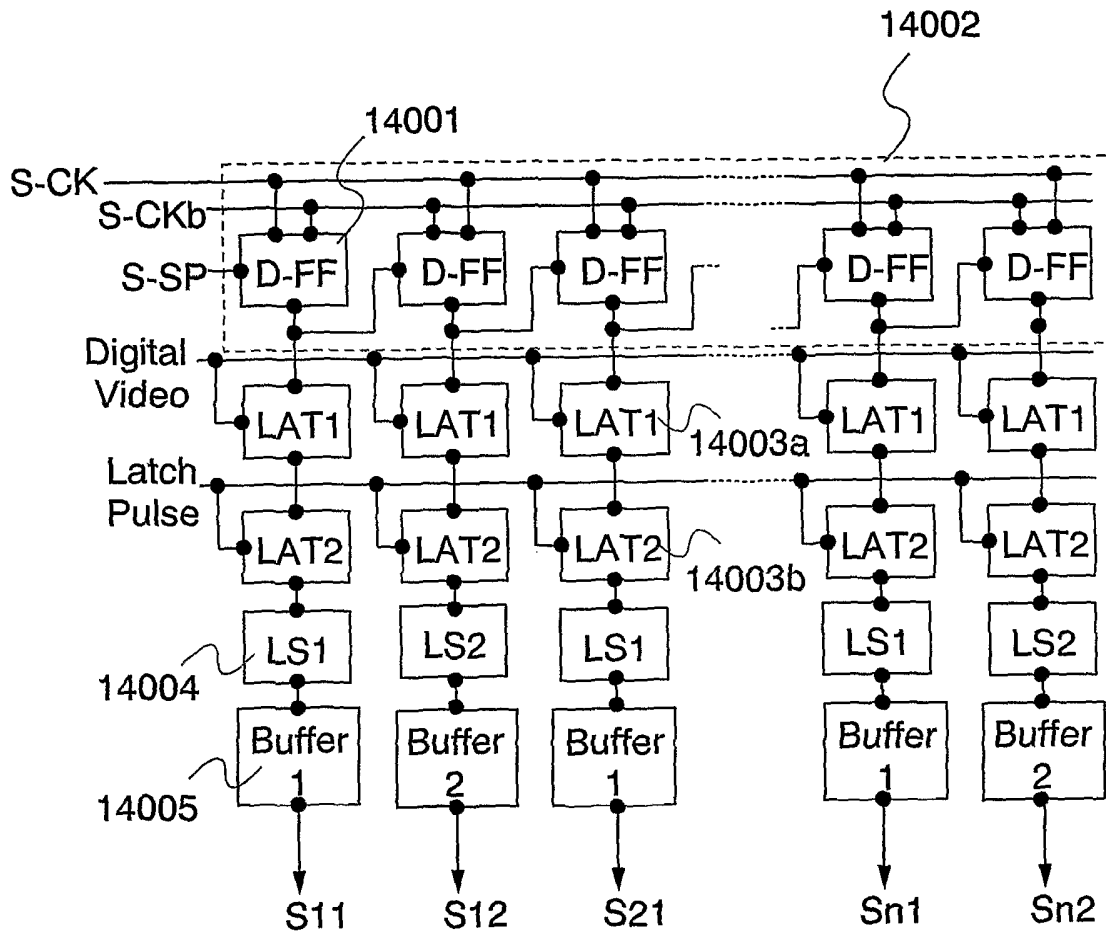 14002
14001
S-CK
S-CKb
S-SP
D-FF D-FF D-FF D-FF D-FF
Digital
Video
LAT1 LAT1 LAT1 LAT1 LAT1
14003a
Latch
Pulse
LAT2 LAT2 LAT2 LAT2 LAT2
14003b
LS1 LS2 LS1 LS1 LS2
14004
Buffer Buffer Buffer Buffer Buffer
1 2 1 1 2
14005
S11 S12 S21 Sn1 Sn2